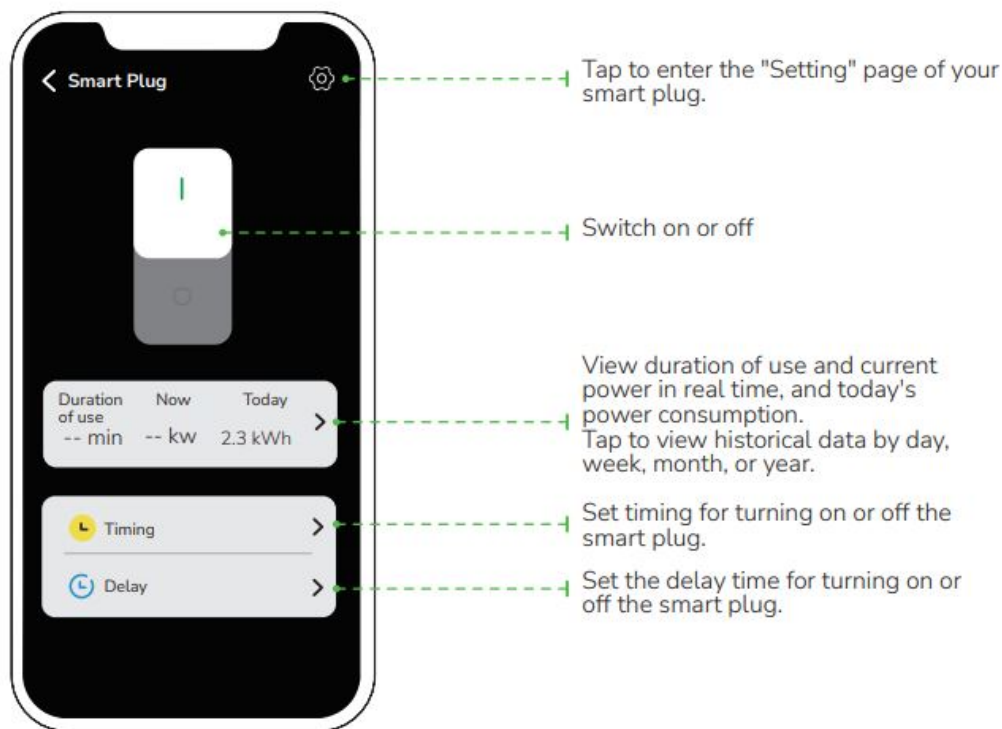 Smart Plug
Tap to enter the "Setting" page of your
smart plug.
Switch on or off
Duration
of use
Now
Today
-- min
-- kw
2.3 kWh
View duration of use and current
power in real time, and today's
power consumption.
Tap to view historical data by day,
week, month, or year.
Timing
Set timing for turning on or off the
smart plug.
Delay
Set the delay time for turning on or
off the smart plug.